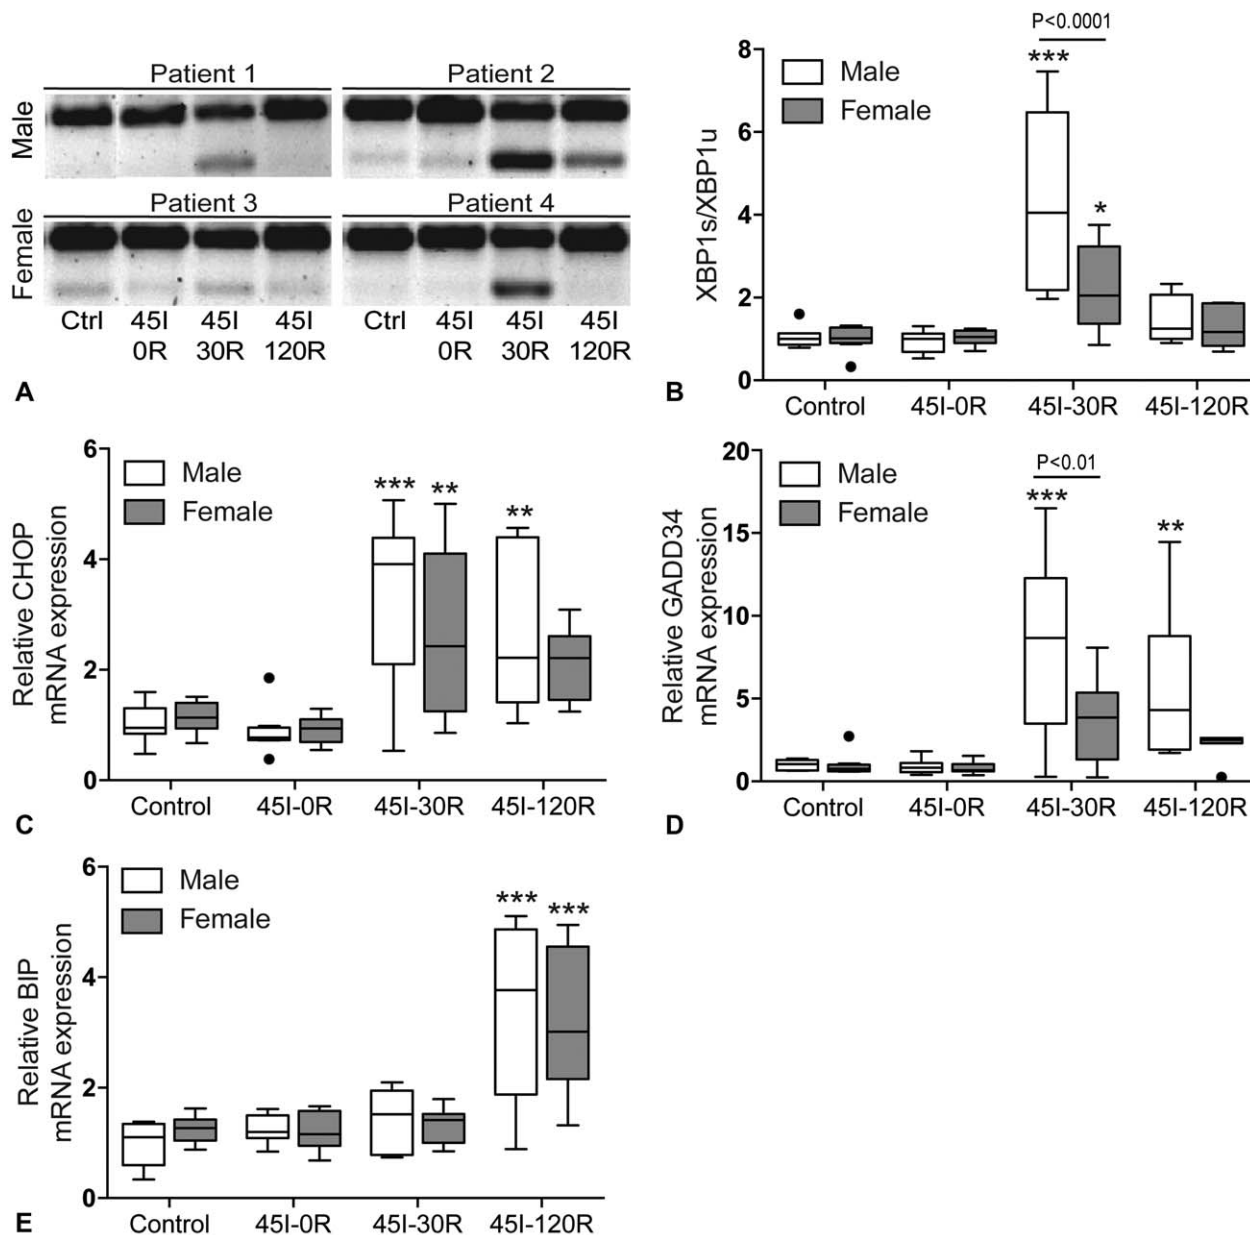 Patient 1
Patient 2
Male
Patient 3
Patient 4
Female
Ctrl 45I 45I 45I Ctrl 45I 45I 45I
0R 30R 120R 0R 30R 120R
A
P<0.0001
8
***
Male
Female
6
XBP1s/XBP1u
4
*
2
0
Control 45I-0R 45I-30R 45I-120R
B
6
Male
Female
*** ** **
Relative CHOP
mRNA expression
4
2
0
Control 45I-0R 45I-30R 45I-120R
C
20
Male
Female
P<0.01
*** **
Relative GADD34
mRNA expression
15
10
5
0
Control 45I-0R 45I-30R 45I-120R
D
6
Male
Female
*** ***
Relative BIP
mRNA expression
4
2
0
Control 45I-0R 45I-30R 45I-120R
E